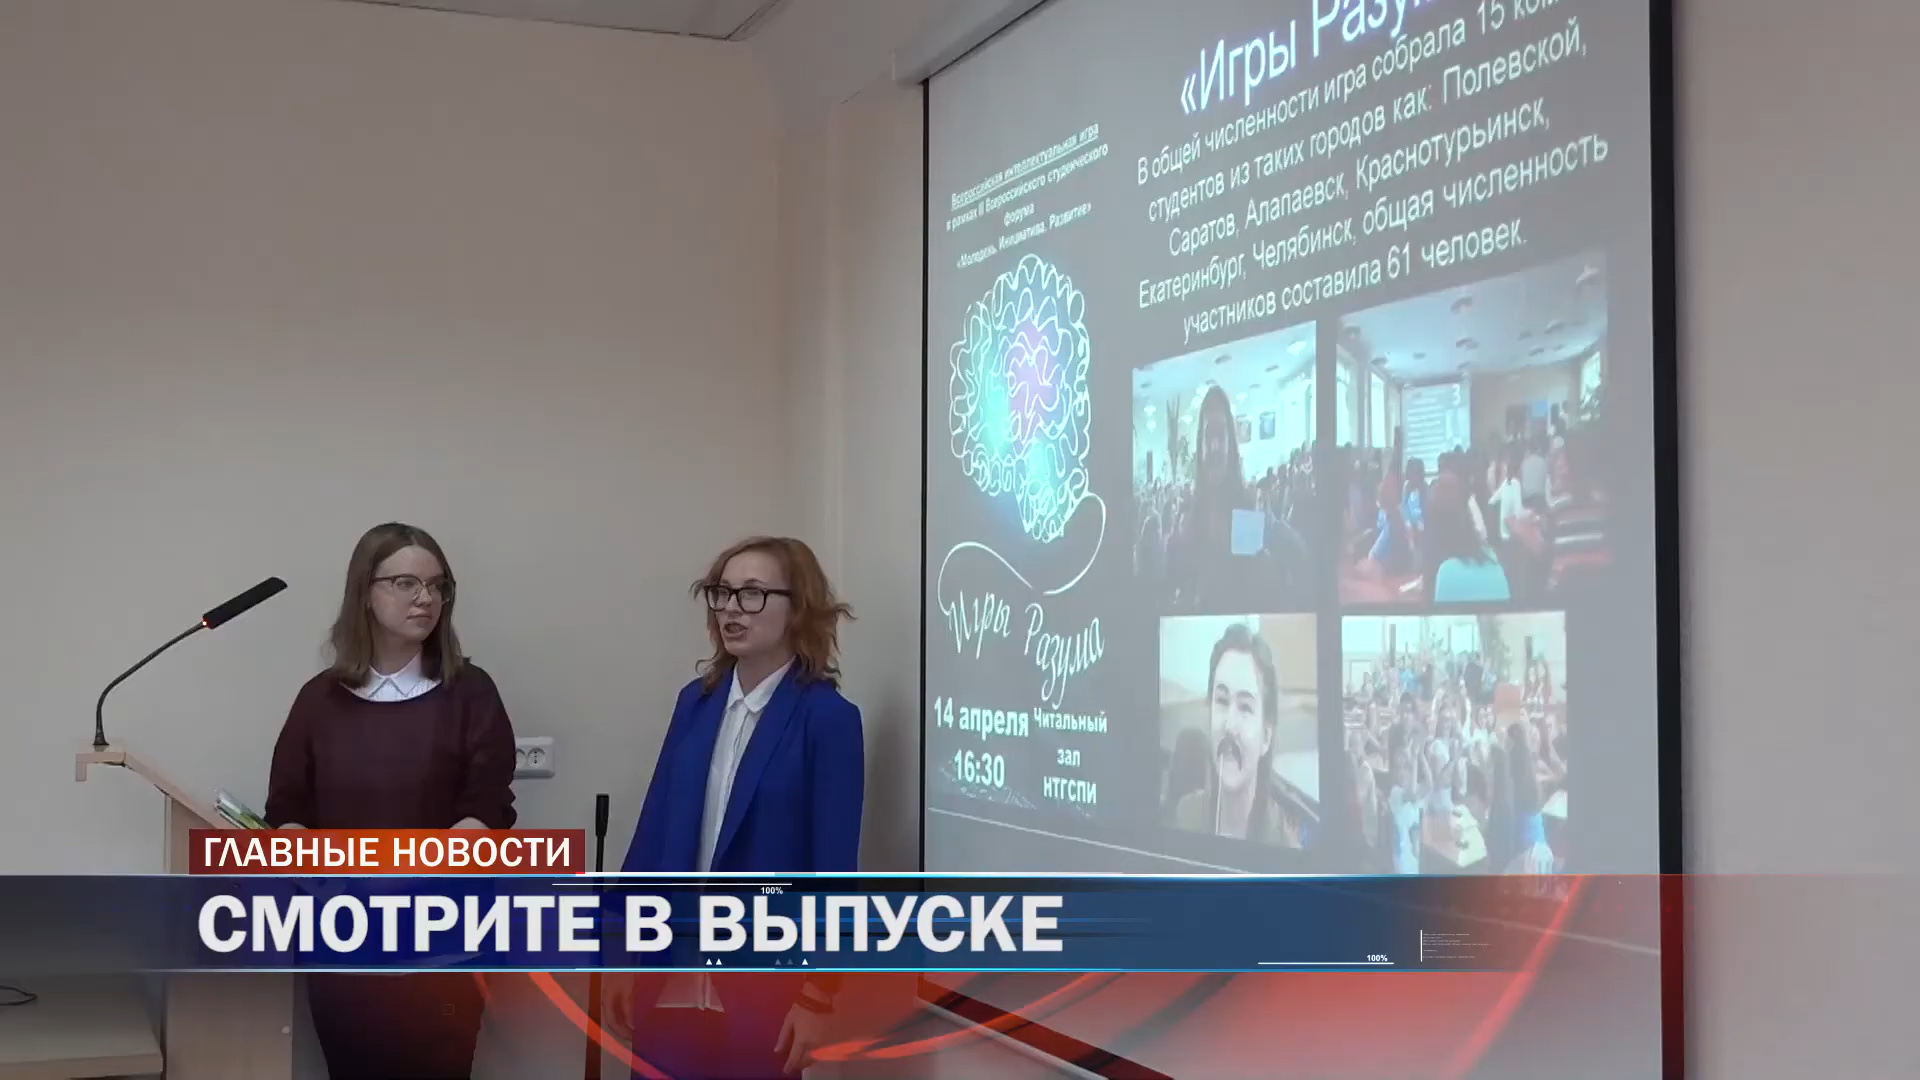 «Игры Разу
В общей численности игра собрала 15 ком
студентов из таких городов как: Полевской,
Саратов, Алапаевск, Краснотурьинск,
Екатеринбург, Челябинск, общая численность
участников составила 61 человек.
Всероссийская интеллектуальная игра
в рамках II Всероссийского студенческого
форума
«Молодежь. Инициатива. Развитие»
Игры Разума
14 апреля
16:30
Читальный
зал
НТГСПИ
ГЛАВНЫЕ НОВОСТИ
100%
СМОТРИТЕ В ВЫПУСКЕ
100%